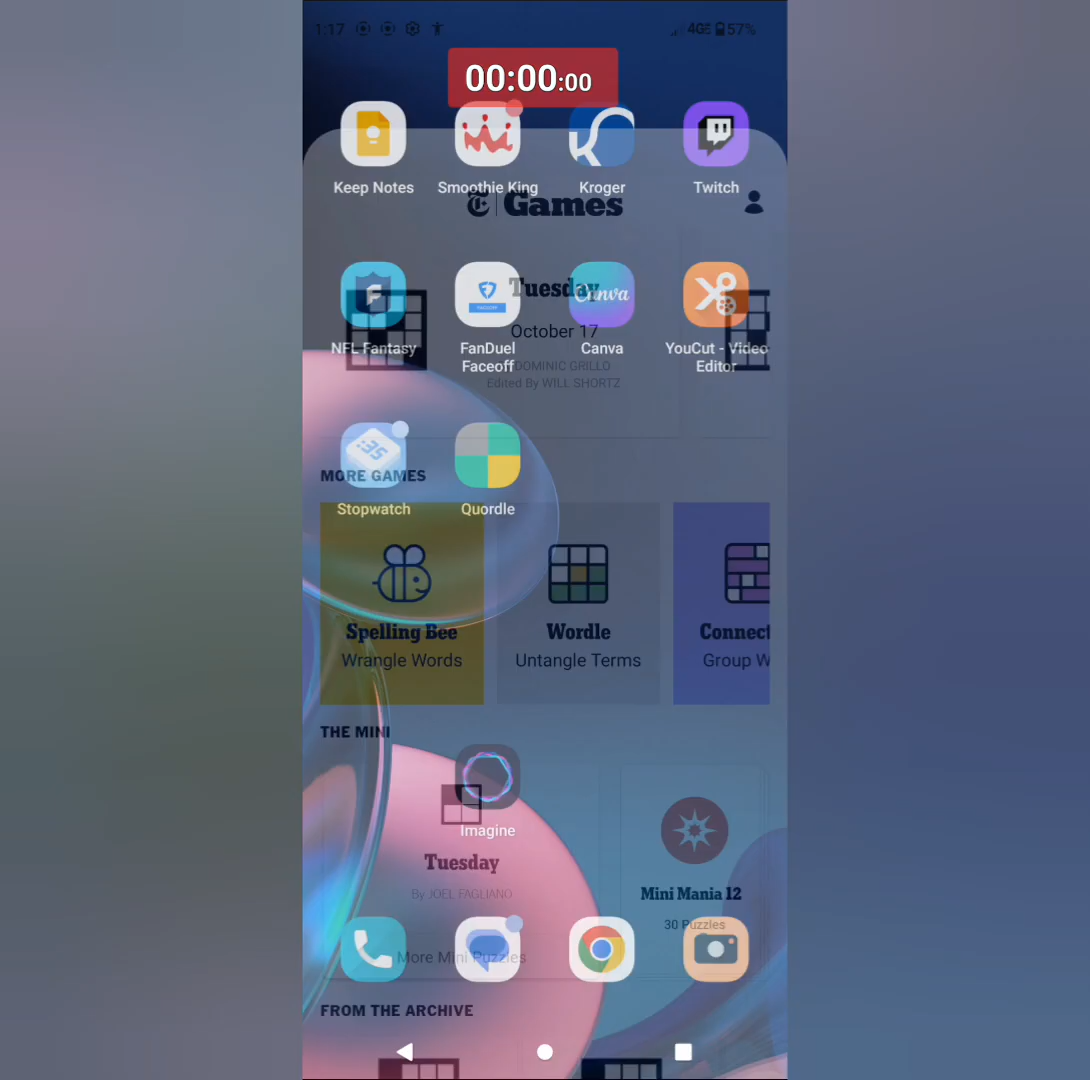 1:17
4GE 57%
00:00:00
Keep Notes
Smoothie King
Kroger
Twitch
Games
Tuesday
October 17
DOMINIC GRILLO
Edited By WILL SHORTZ
NFL Fantasy
FanDuel
Faceoff
Canva
Canva
YouCut - Video
Editor
MORE GAMES
:35
Stopwatch
Quordle
Spelling Bee
Wrangle Words
Wordle
Untangle Terms
Connect
Group W
THE MINI
Imagine
Tuesday
By JOEL FAGLIANO
Mini Mania 12
30 Puzzles
More Mini Puzzles
FROM THE ARCHIVE